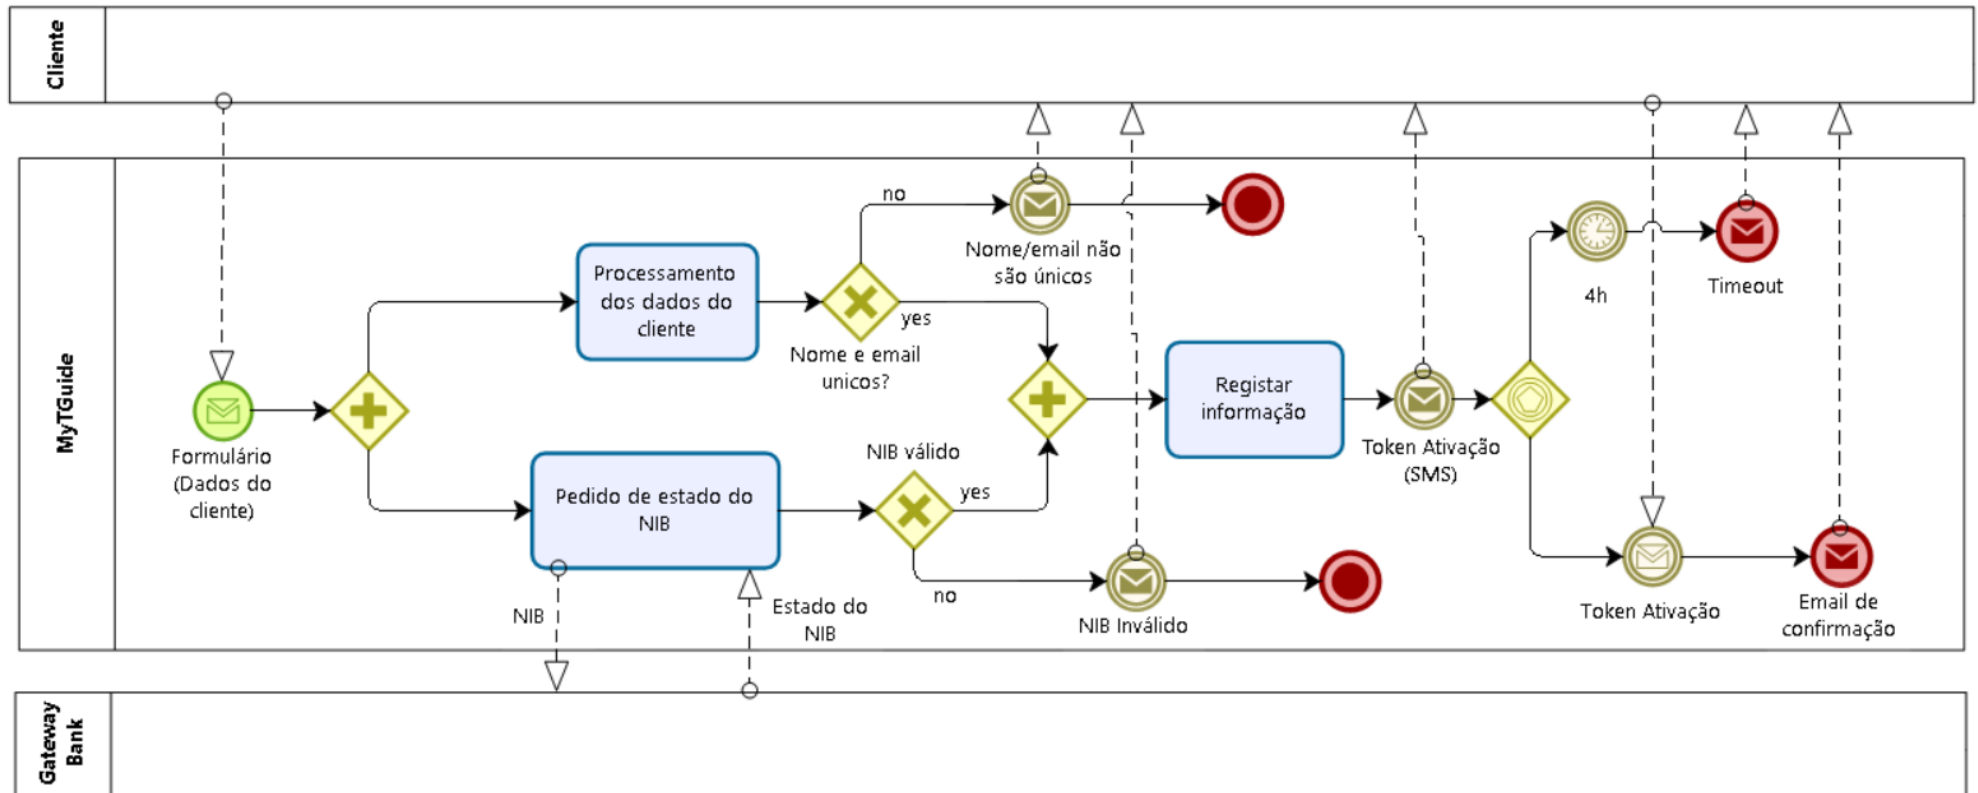 Cliente
MyTGuide
Formulário
(Dados do
cliente)
Processamento
dos dados do
cliente
Nome e email
unicos?
no
yes
Nome/email não
são únicos
Pedido de estado do
NIB
NIB
Estado do
NIB
NIB válido
yes
no
NIB Inválido
Registar
informação
Token Ativação
(SMS)
4h
Timeout
Token Ativação
Email de
confirmação
Gateway
Bank